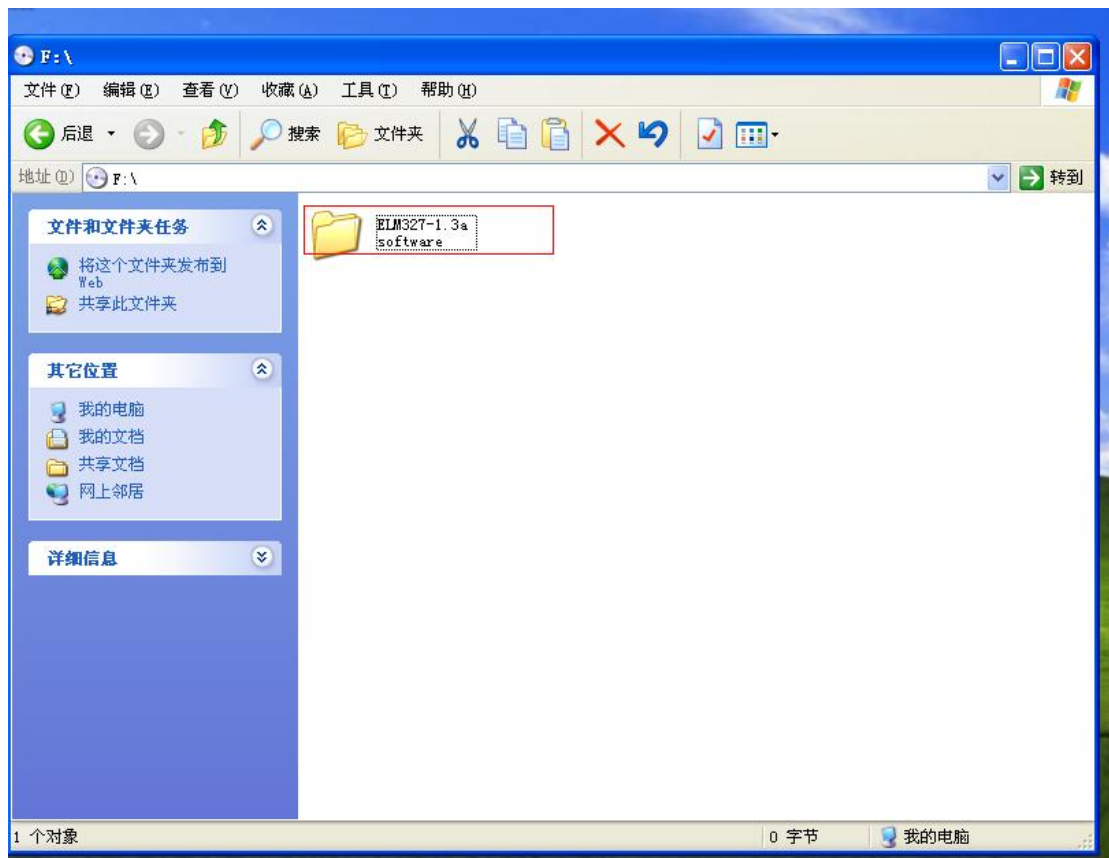 F:\
文件(F) 编辑(E) 查看(V) 收藏(A) 工具(T) 帮助(H)
后退 搜索 文件夹
地址(D) F:\ 转到
文件和文件夹任务
将这个文件夹发布到
Web
共享此文件夹
其它位置
我的电脑
我的文档
共享文档
网上邻居
详细信息
ELM327-1.3a
software
1 个对象 0 字节 我的电脑